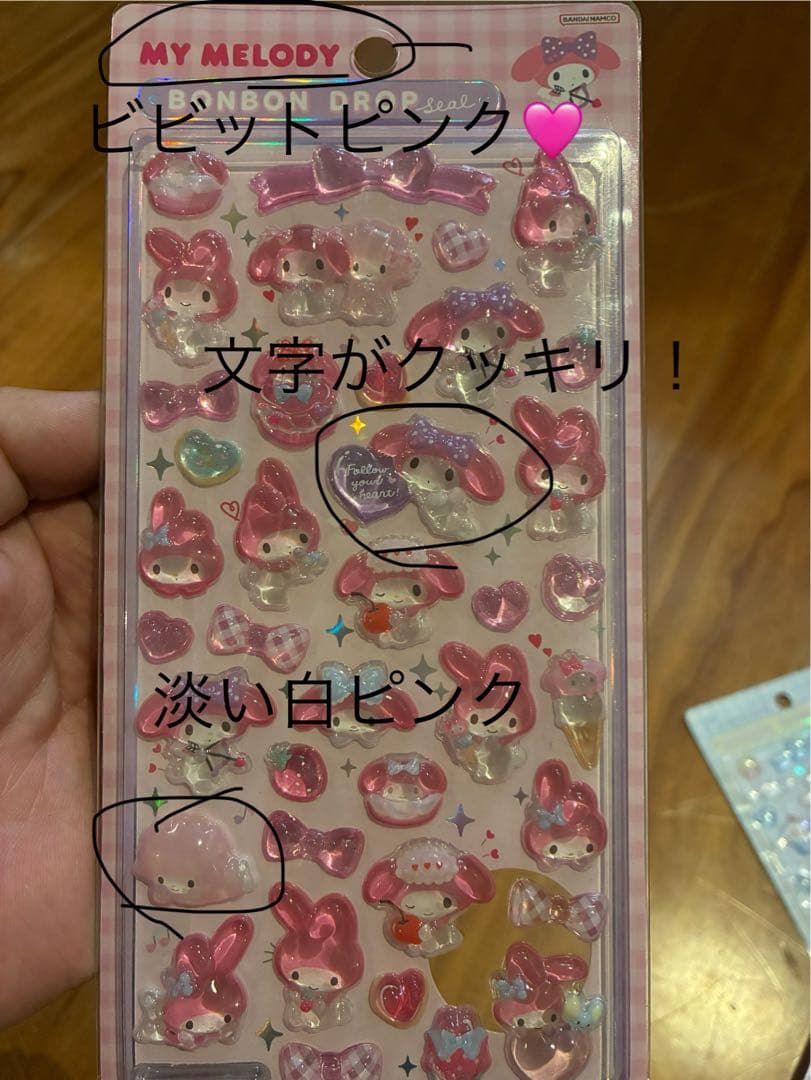 BANDAI NAMCO
MY MELODY
BONBON DROP Seal
ビビットピンク🩷
文字がクッキリ！
Follow
your
heart!
淡い白ピンク